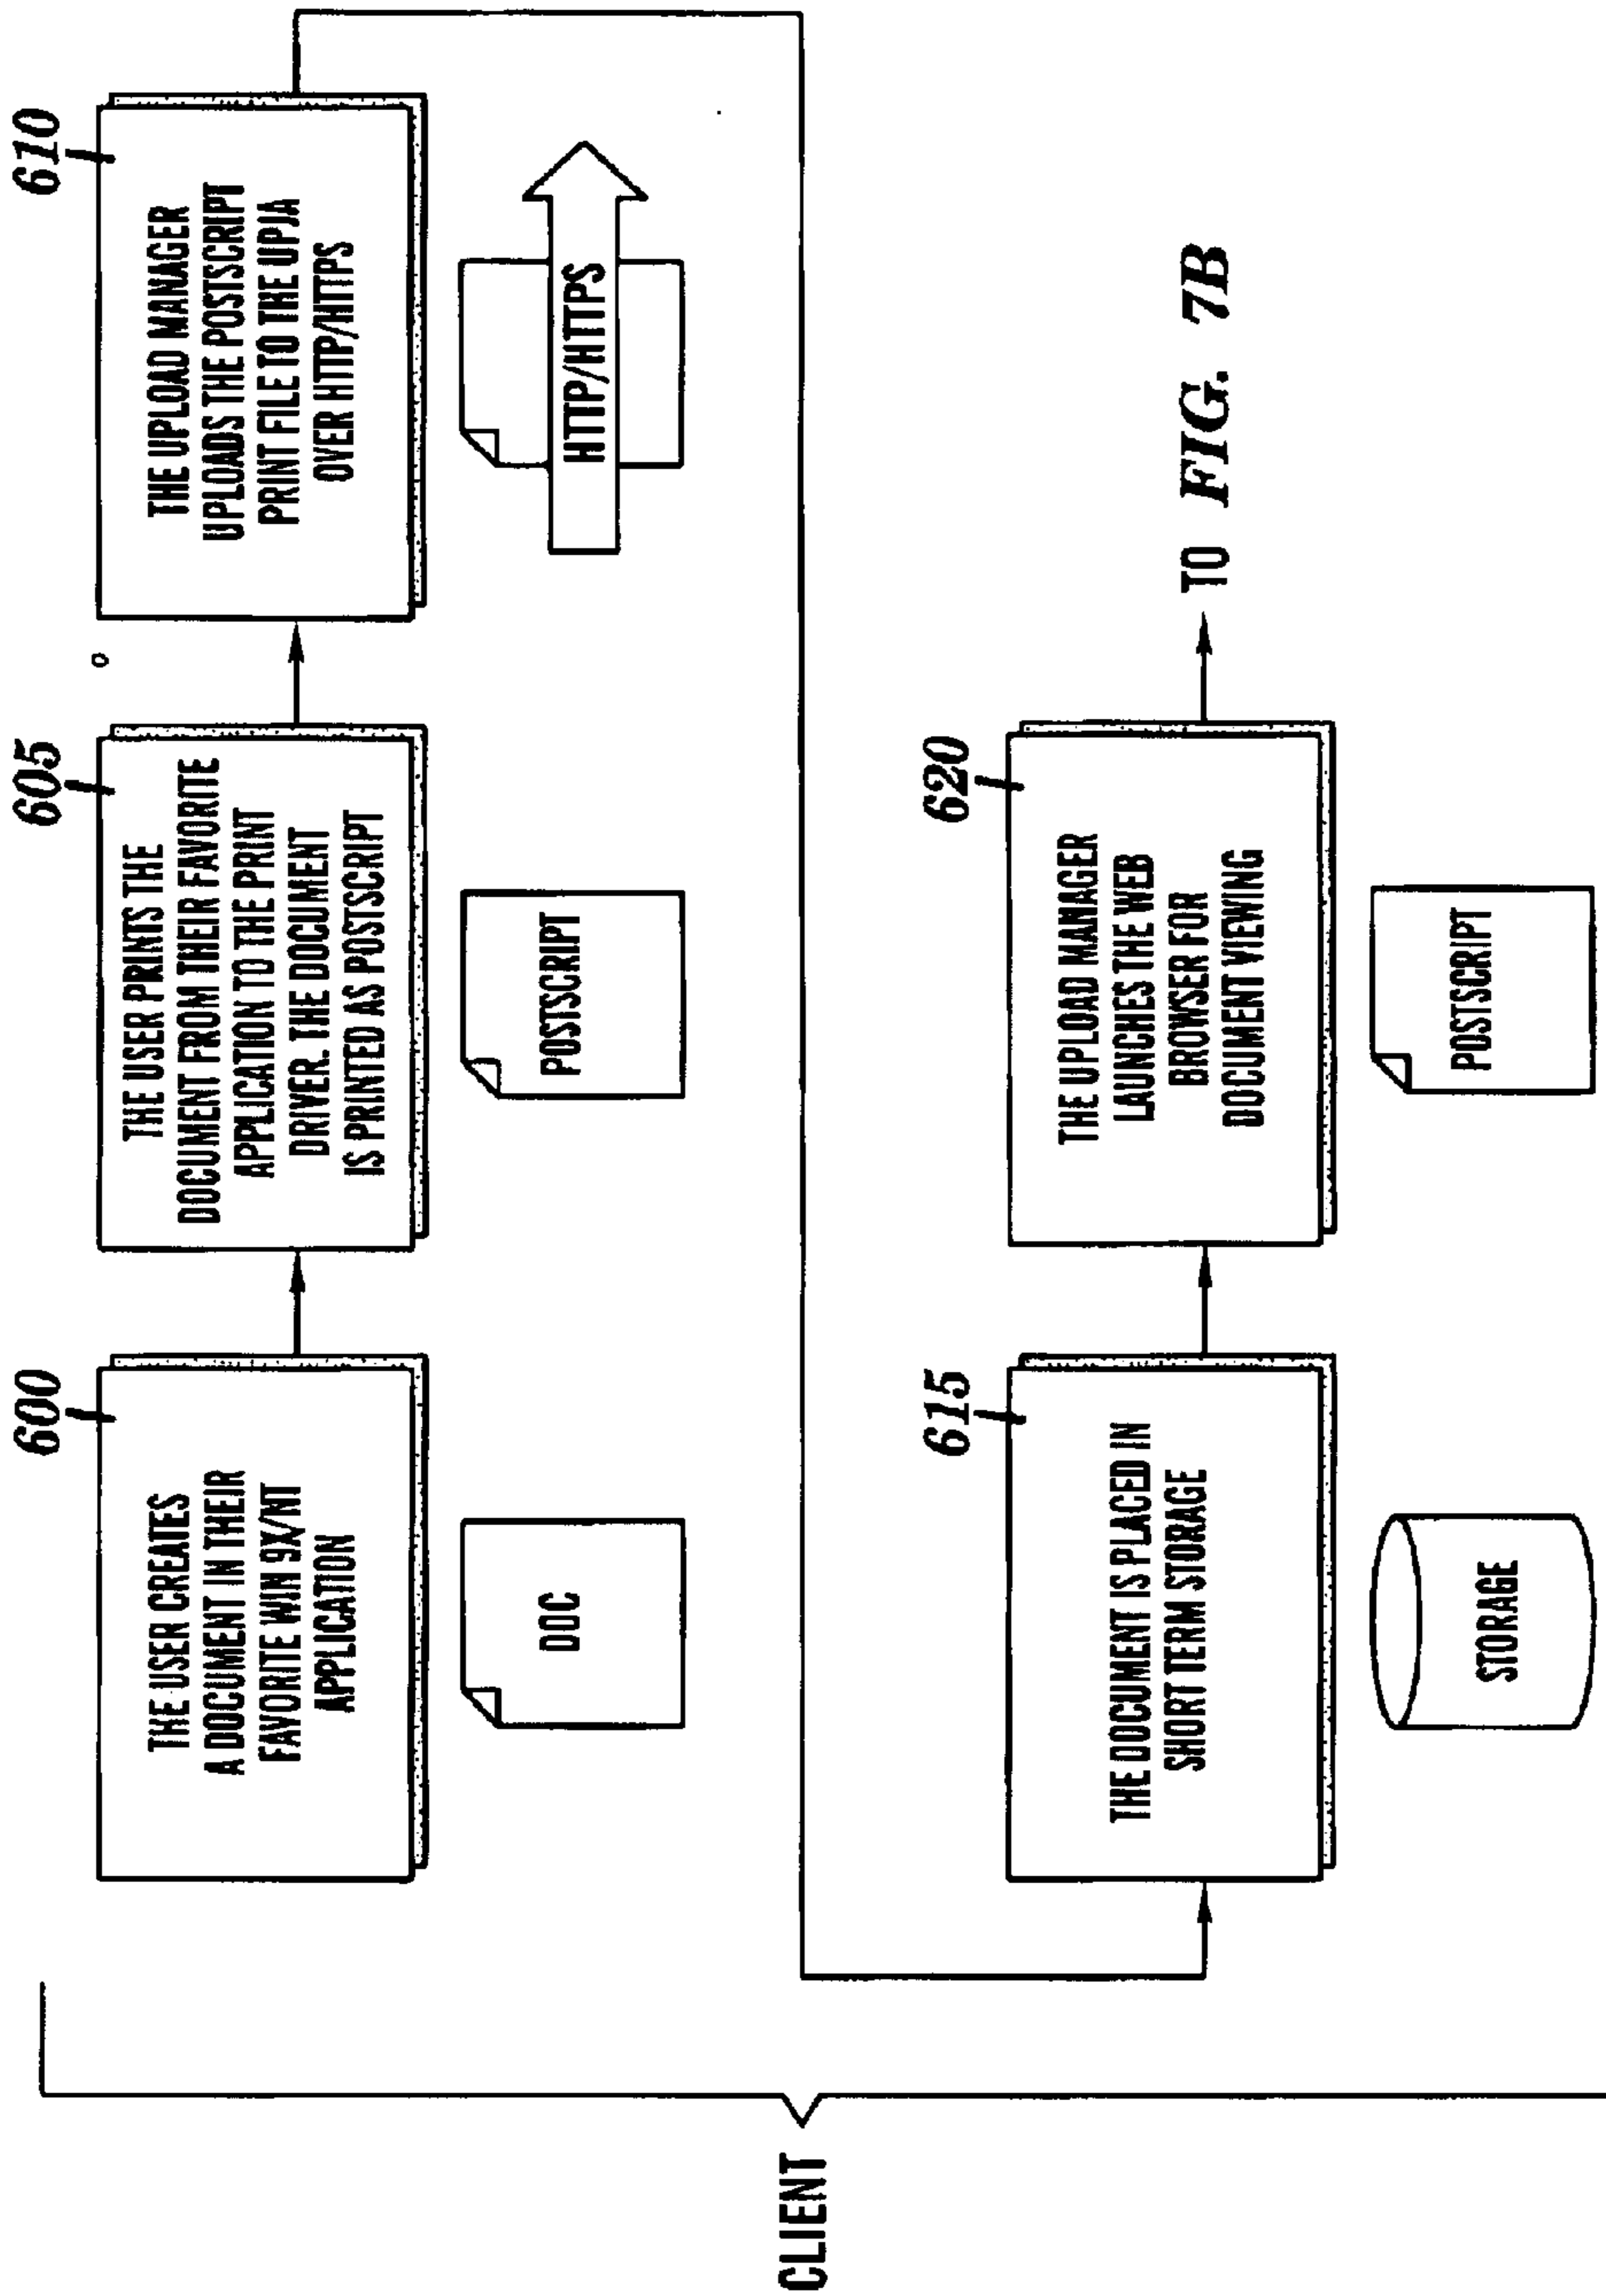 CLIENT
600
THE USER CREATES
A DOCUMENT IN THEIR
FAVORITE WIN 9X/NT
APPLICATION
DOC
605
THE USER PRINTS THE
DOCUMENT FROM THEIR FAVORITE
APPLICATION TO THE PRINT
DRIVER. THE DOCUMENT
IS PRINTED AS POSTSCRIPT
POSTSCRIPT
610
THE UPLOAD MANAGER
UPLOADS THE POSTSCRIPT
PRINT FILE TO THE UPJA
OVER HTTP/HTTPS
HTTP/HTTPS
615
THE DOCUMENT IS PLACED IN
SHORT TERM STORAGE
STORAGE
620
THE UPLOAD MANAGER
LAUNCHES THE WEB
BROWSER FOR
DOCUMENT VIEWING
POSTSCRIPT
TO FIG. 7B